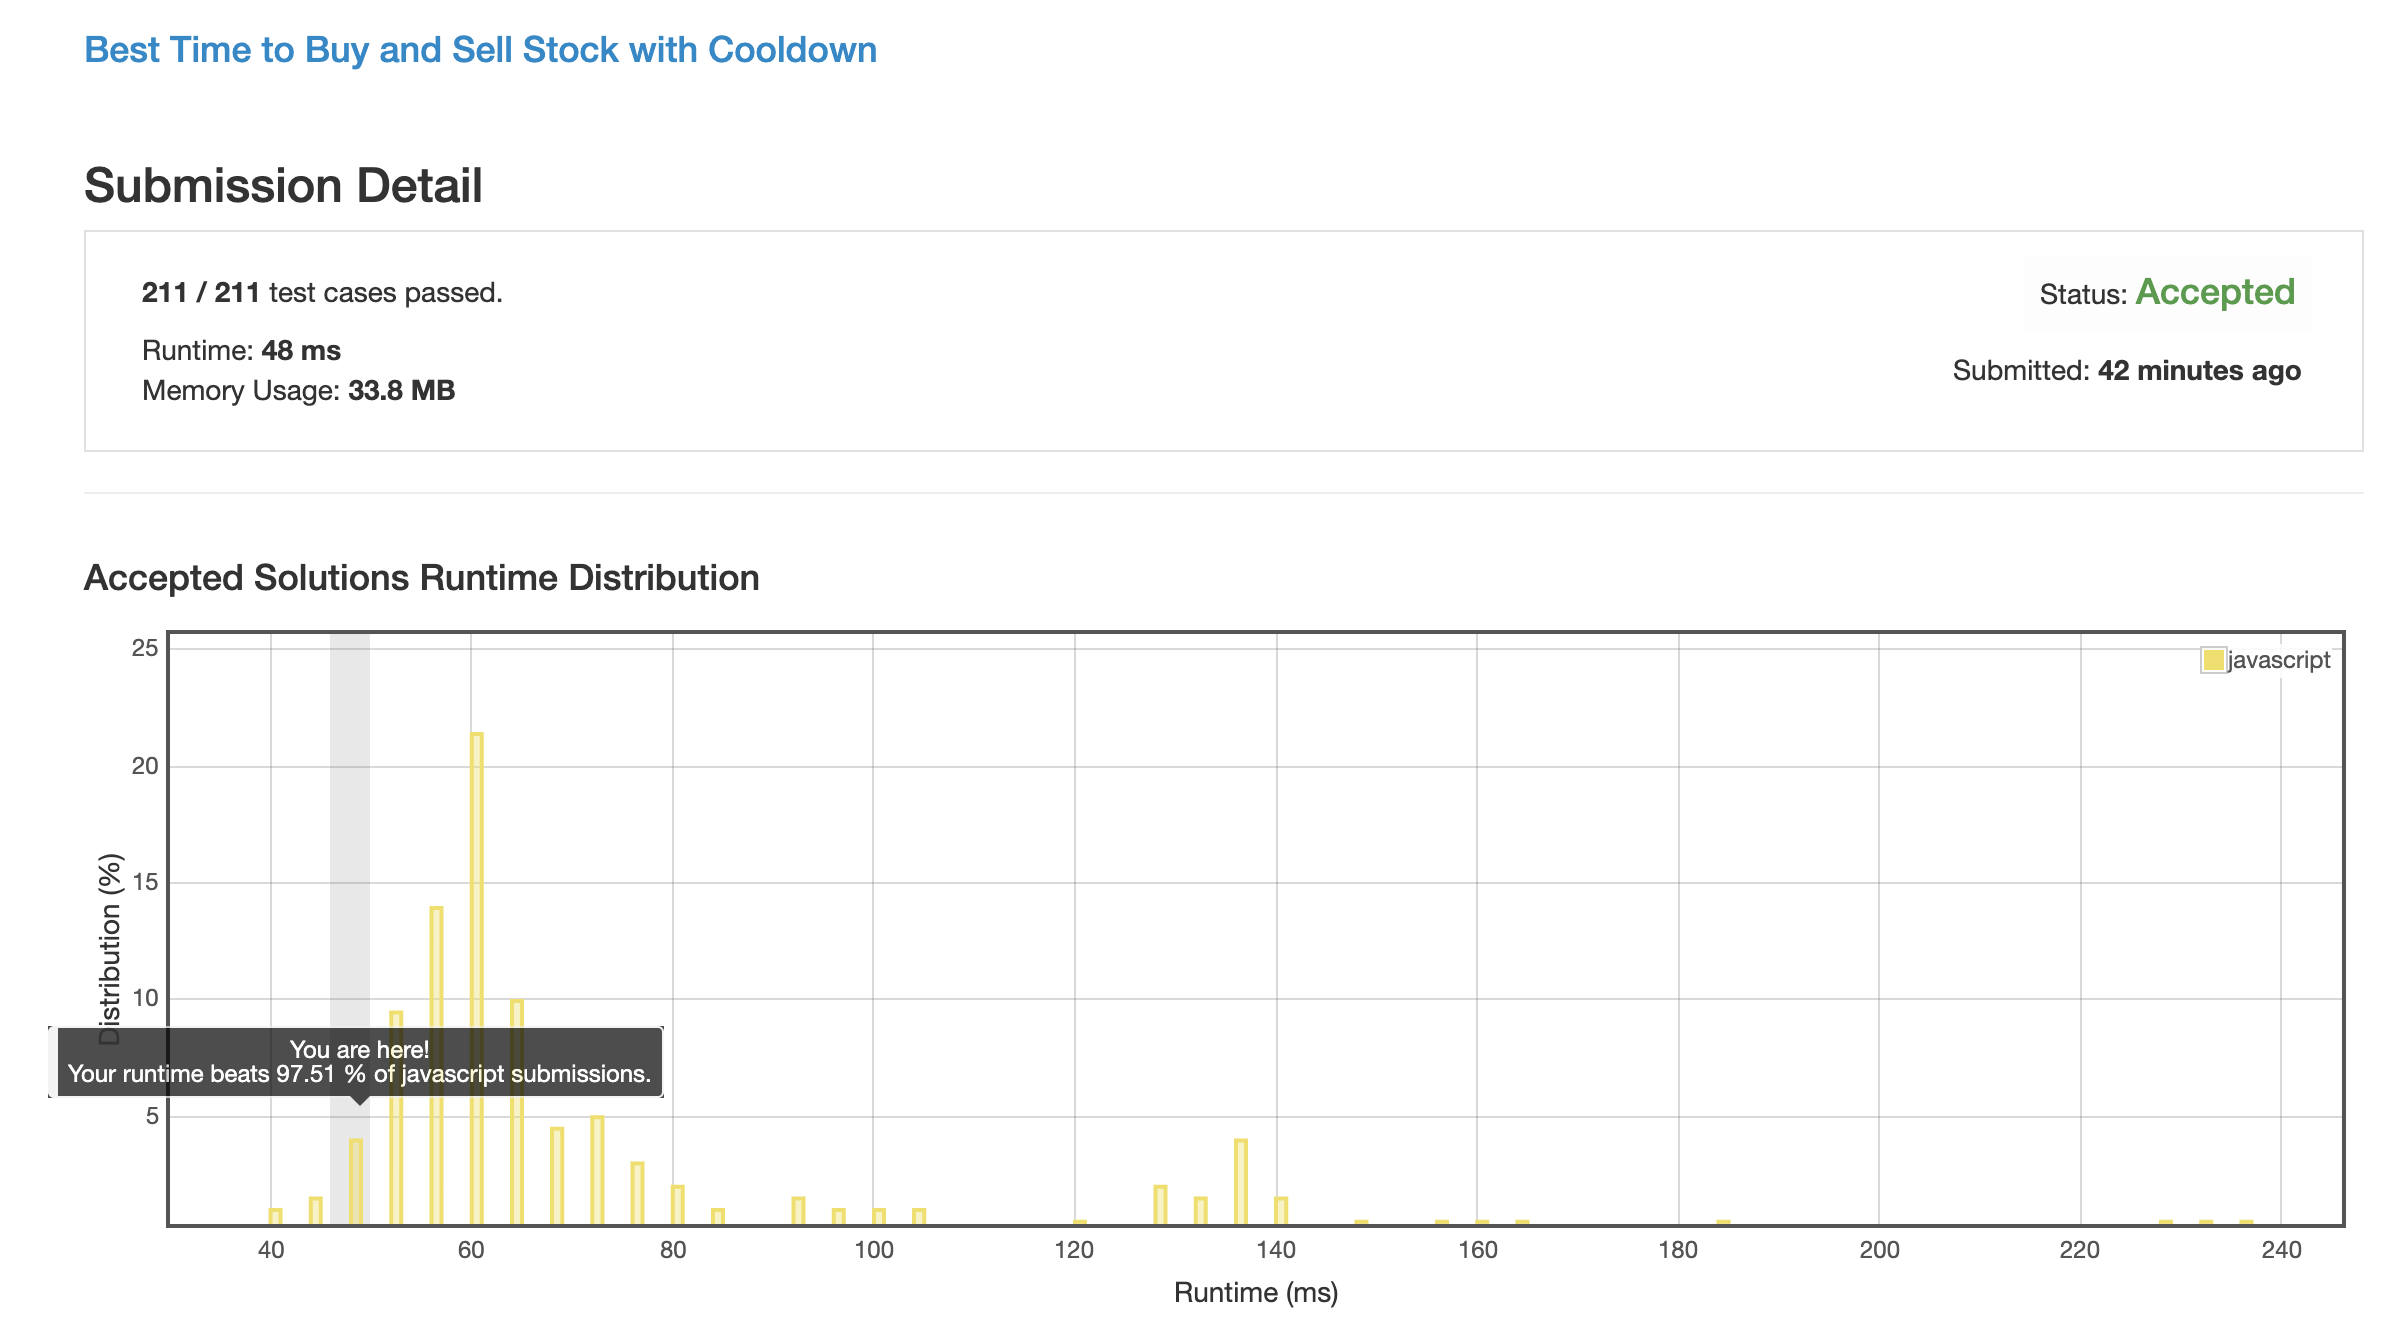 Best Time to Buy and Sell Stock with Cooldown
Submission Detail
211 / 211 test cases passed.
Status: Accepted
Runtime: 48 ms
Submitted: 42 minutes ago
Memory Usage: 33.8 MB
Accepted Solutions Runtime Distribution
25
javascript
20
15
Distribution (%)
10
You are here!
Your runtime beats 97.51 % of javascript submissions.
5
40 60 80 100 120 140 160 180 200 220 240
Runtime (ms)